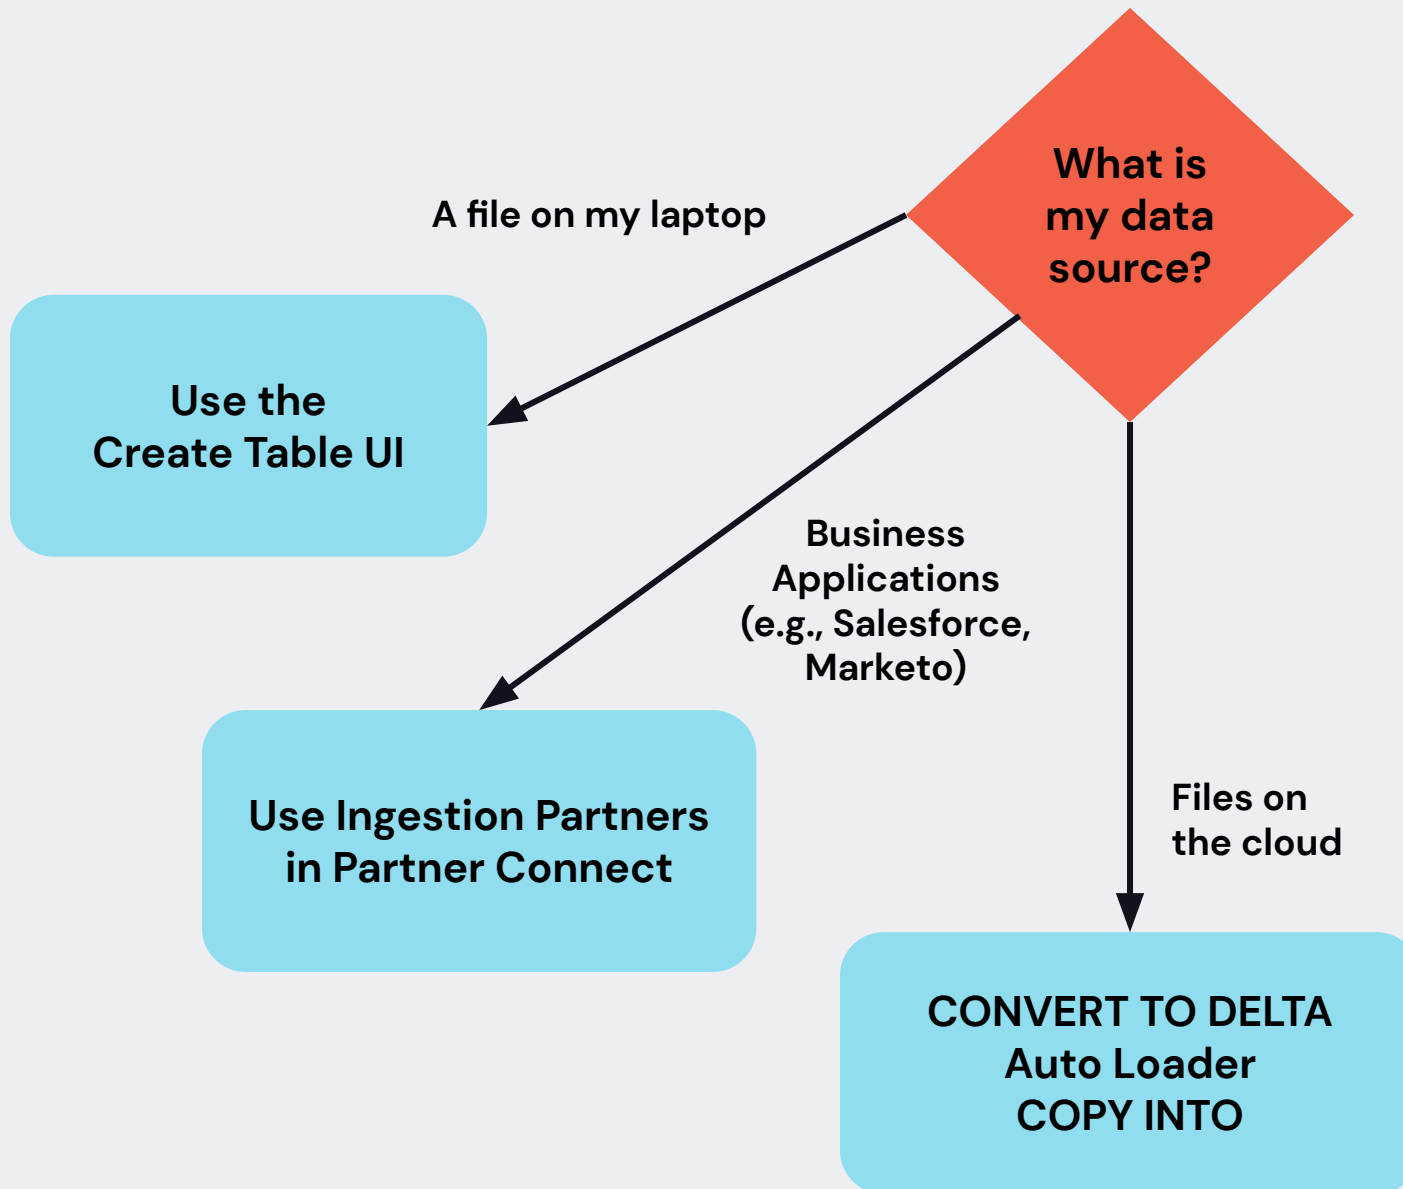 What is
my data
source?
A file on my laptop
Use the
Create Table UI
Business
Applications
(e.g., Salesforce,
Marketo)
Use Ingestion Partners
in Partner Connect
Files on
the cloud
CONVERT TO DELTA
Auto Loader
COPY INTO